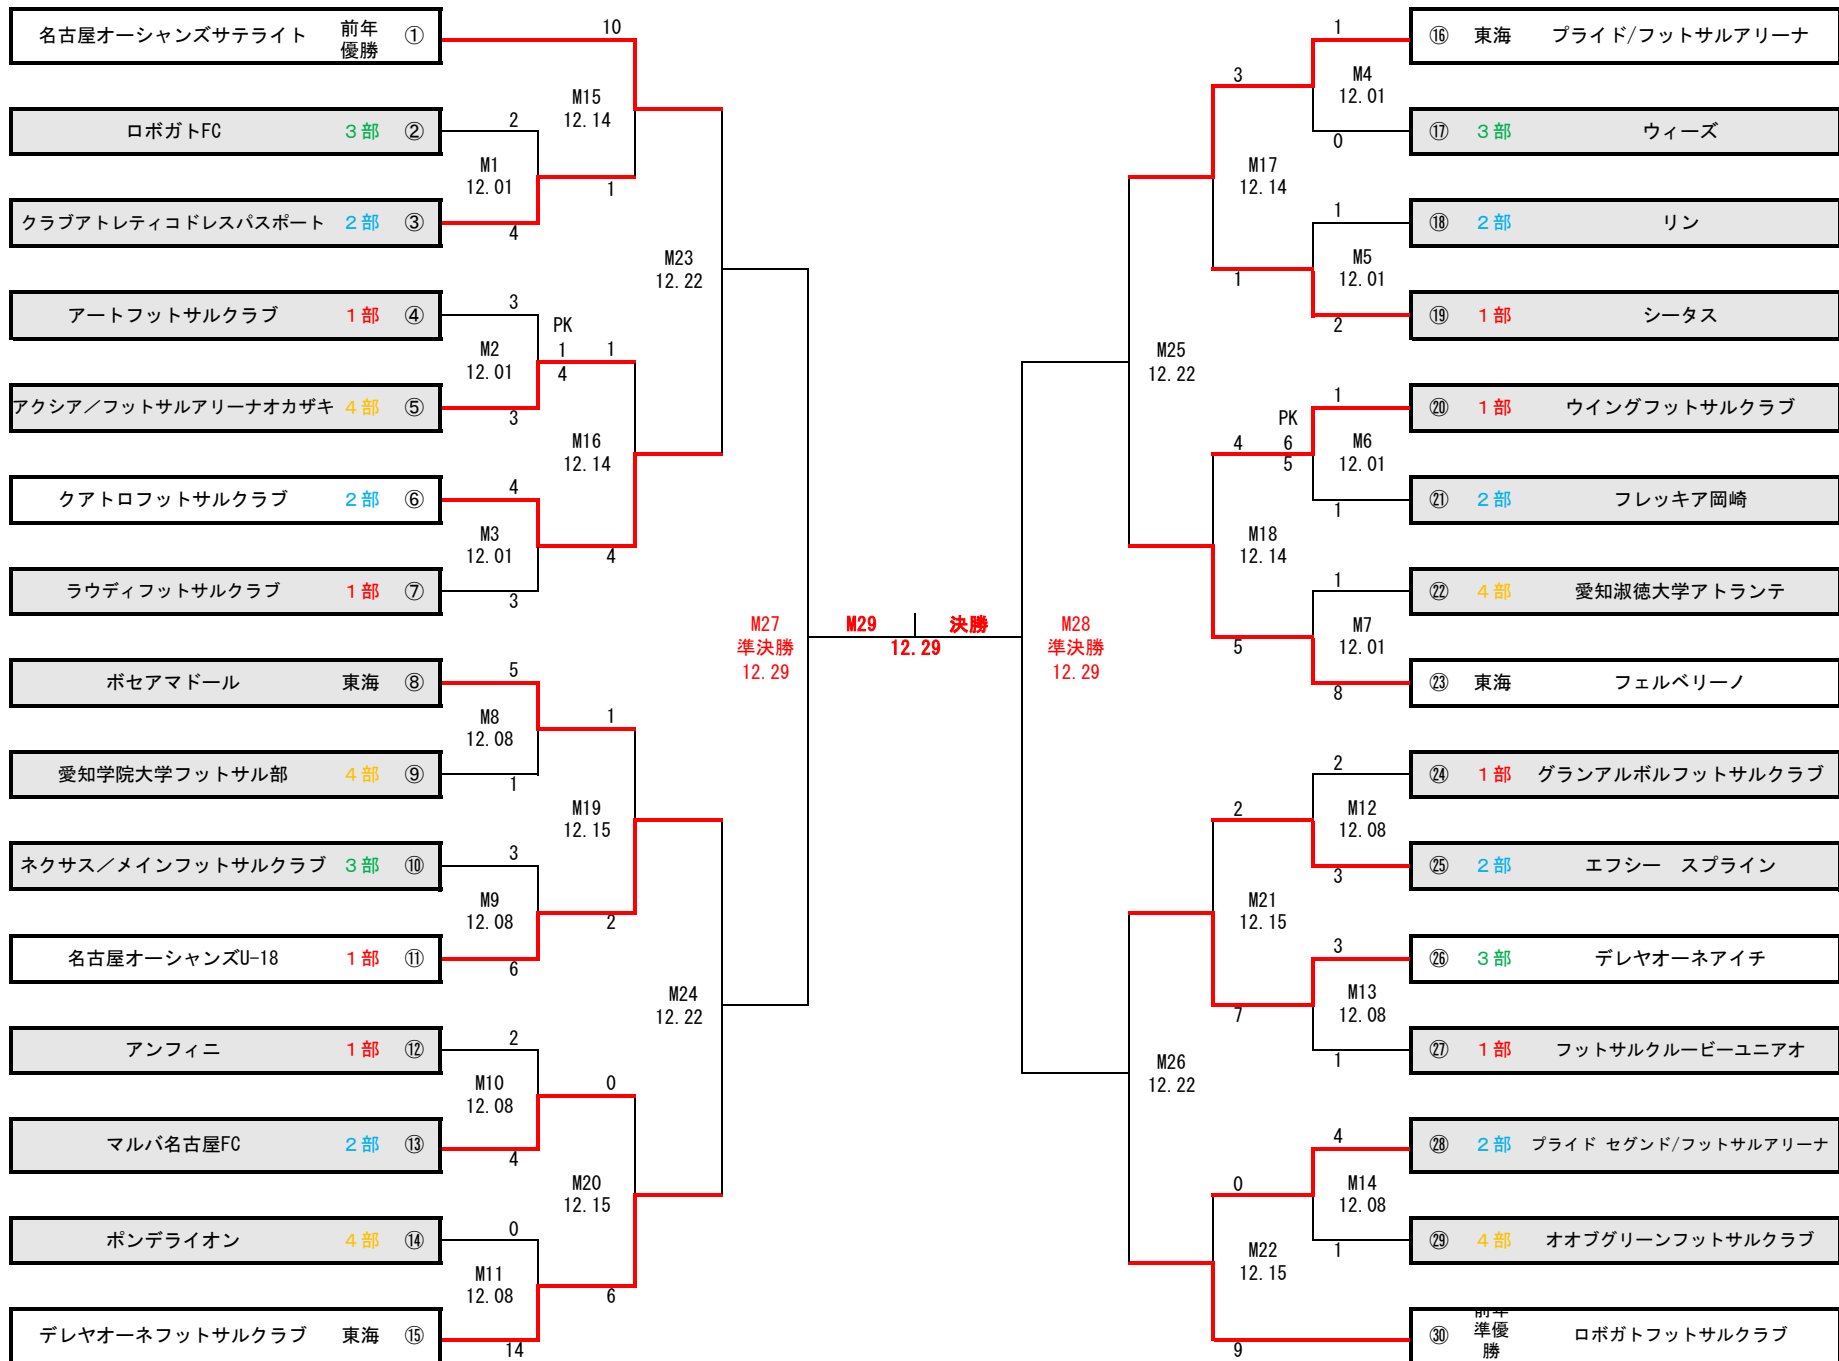 名古屋オーシャンズサテライト 前年優勝 ①
10
M15
12.14
ロボガトFC 3部 ②
2
M1
12.01
1
クラブアトレティコドレスパスポート 2部 ③
4
M23
12.22
アートフットサルクラブ 1部 ④
3
PK
M2
12.01
1
4
1
アクシア／フットサルアリーナオカザキ 4部 ⑤
3
M16
12.14
クアトロフットサルクラブ 2部 ⑥
4
M3
12.01
4
ラウディフットサルクラブ 1部 ⑦
3
M27
準決勝
12.29
ボセアマドール 東海 ⑧
5
M8
12.08
1
愛知学院大学フットサル部 4部 ⑨
1
M19
12.15
ネクサス／メインフットサルクラブ 3部 ⑩
3
M9
12.08
2
名古屋オーシャンズU-18 1部 ⑪
6
M24
12.22
アンフィニ 1部 ⑫
2
M10
12.08
0
マルバ名古屋FC 2部 ⑬
4
M20
12.15
ポンデライオン 4部 ⑭
0
M11
12.08
6
デレヤオーネフットサルクラブ 東海 ⑮
14
M29 決勝
12.29
1
⑯ 東海 プライド/フットサルアリーナ
3
M4
12.01
0
⑰ 3部 ウィーズ
M17
12.14
1
⑱ 2部 リン
M5
12.01
1
2
⑲ 1部 シータス
M25
12.22
1
⑳ 1部 ウイングフットサルクラブ
PK
4
6
5
M6
12.01
1
㉑ 2部 フレッキア岡崎
M18
12.14
1
㉒ 4部 愛知淑徳大学アトランテ
M7
12.01
5
8
㉓ 東海 フェルベリーノ
M28
準決勝
12.29
2
㉔ 1部 グランアルボルフットサルクラブ
2
M12
12.08
3
㉕ 2部 エフシー　スプライン
M21
12.15
3
㉖ 3部 デレヤオーネアイチ
M13
12.08
7
1
㉗ 1部 フットサルクルービーユニアオ
M26
12.22
4
㉘ 2部 プライド セグンド/フットサルアリーナ
0
M14
12.08
1
㉙ 4部 オオブグリーンフットサルクラブ
M22
12.15
9
㉚ 前年準優勝 ロボガトフットサルクラブ